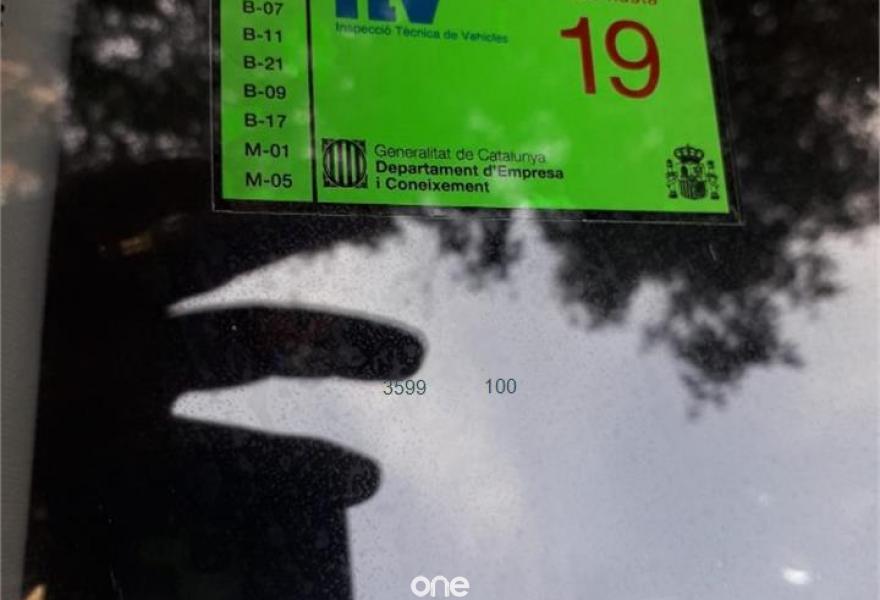 B-07
B-11
B-21
B-09
B-17
M-01
M-05
Inspecció Tècnica de Vehicles
19
Generalitat de Catalunya
Departament d'Empresa
i Coneixement
3599 100
one